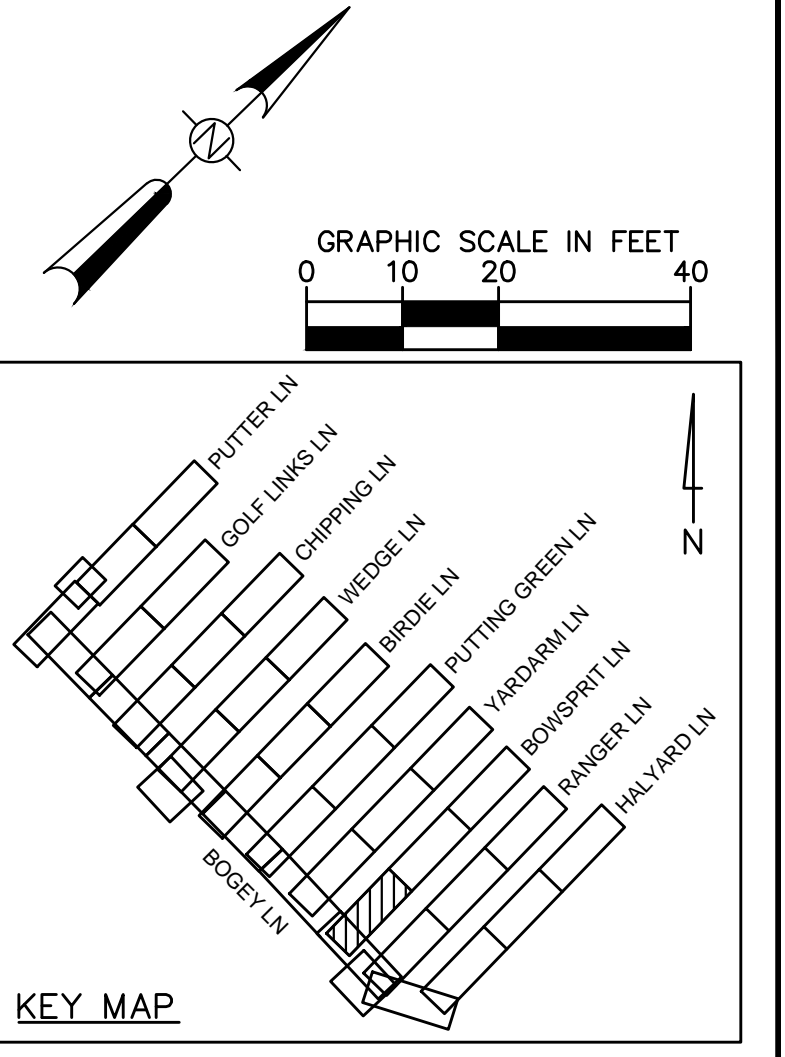 N
GRAPHIC SCALE IN FEET
0 10 20 40
N
PUTTER LN
GOLF LINKS LN
CHIPPING LN
WEDGE LN
BIRDIE LN
PUTTING GREEN LN
YARDARM LN
BOWSPRIT LN
RANGER LN
HALYARD LN
BOGEY LN
KEY MAP